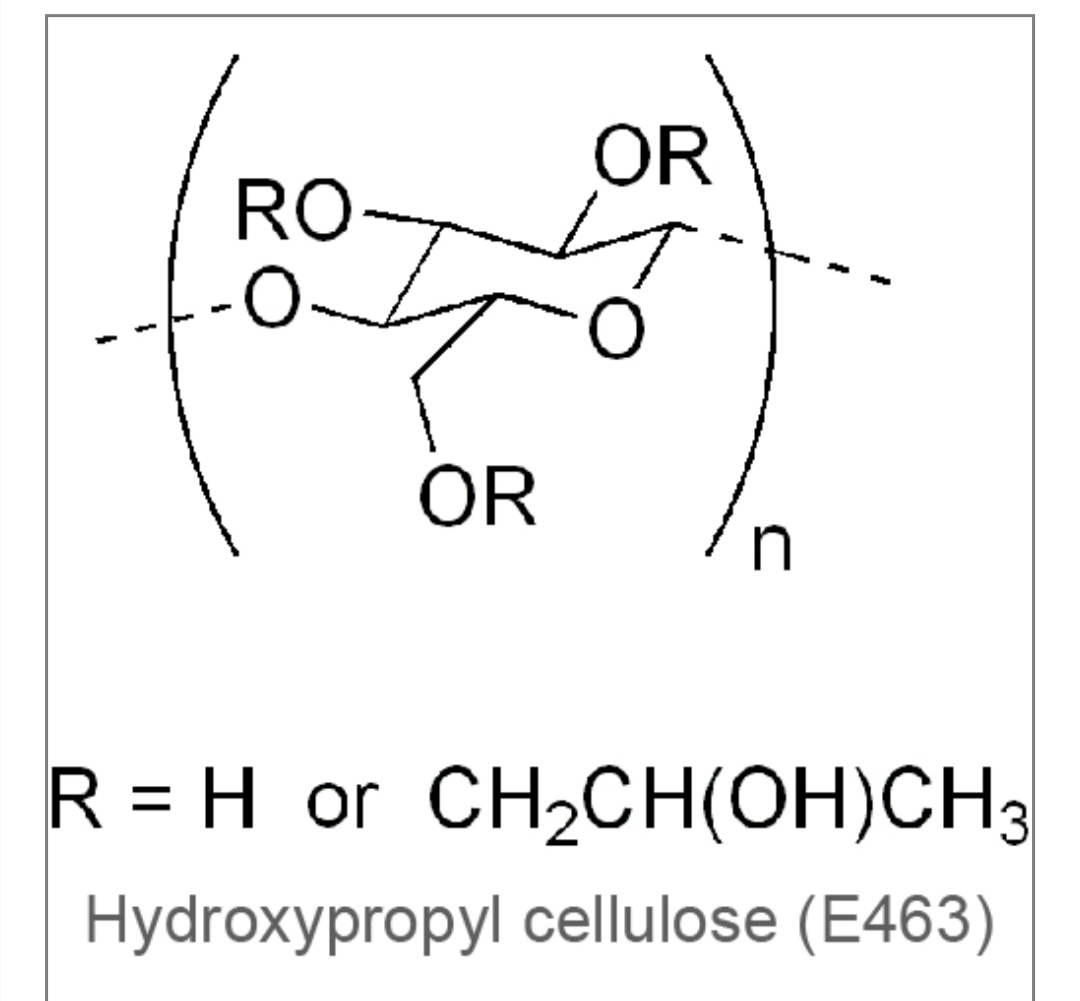 OR
RO
O
O
OR
n
R = H or CH₂CH(OH)CH₃
Hydroxypropyl cellulose (E463)